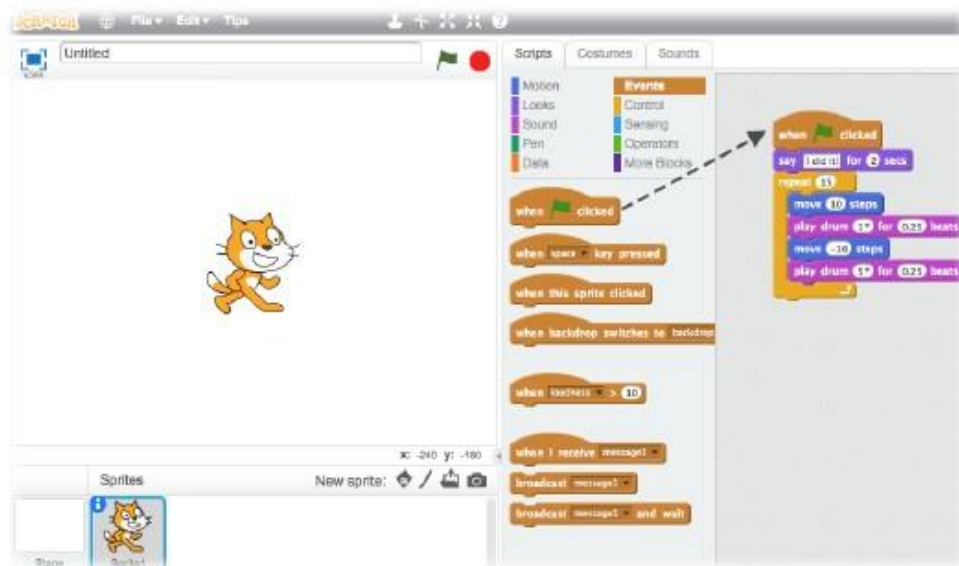 SCRATCH File Edit Tips
Untitled
Scripts Costumes Sounds
Motion Events
Looks Control
Sound Sensing
Pen Operators
Data More Blocks
when clicked
when space key pressed
when this sprite clicked
when backdrop switches to backdrop
when loudness > 10
when I receive message1
broadcast message1
broadcast message1 and wait
when clicked
say I did it! for 2 secs
repeat 15
move 10 steps
play drum 1 for 0.25 beats
move -10 steps
play drum 5 for 0.25 beats
x: -240 y: -180
Sprites New sprite:
Stage Sprite1